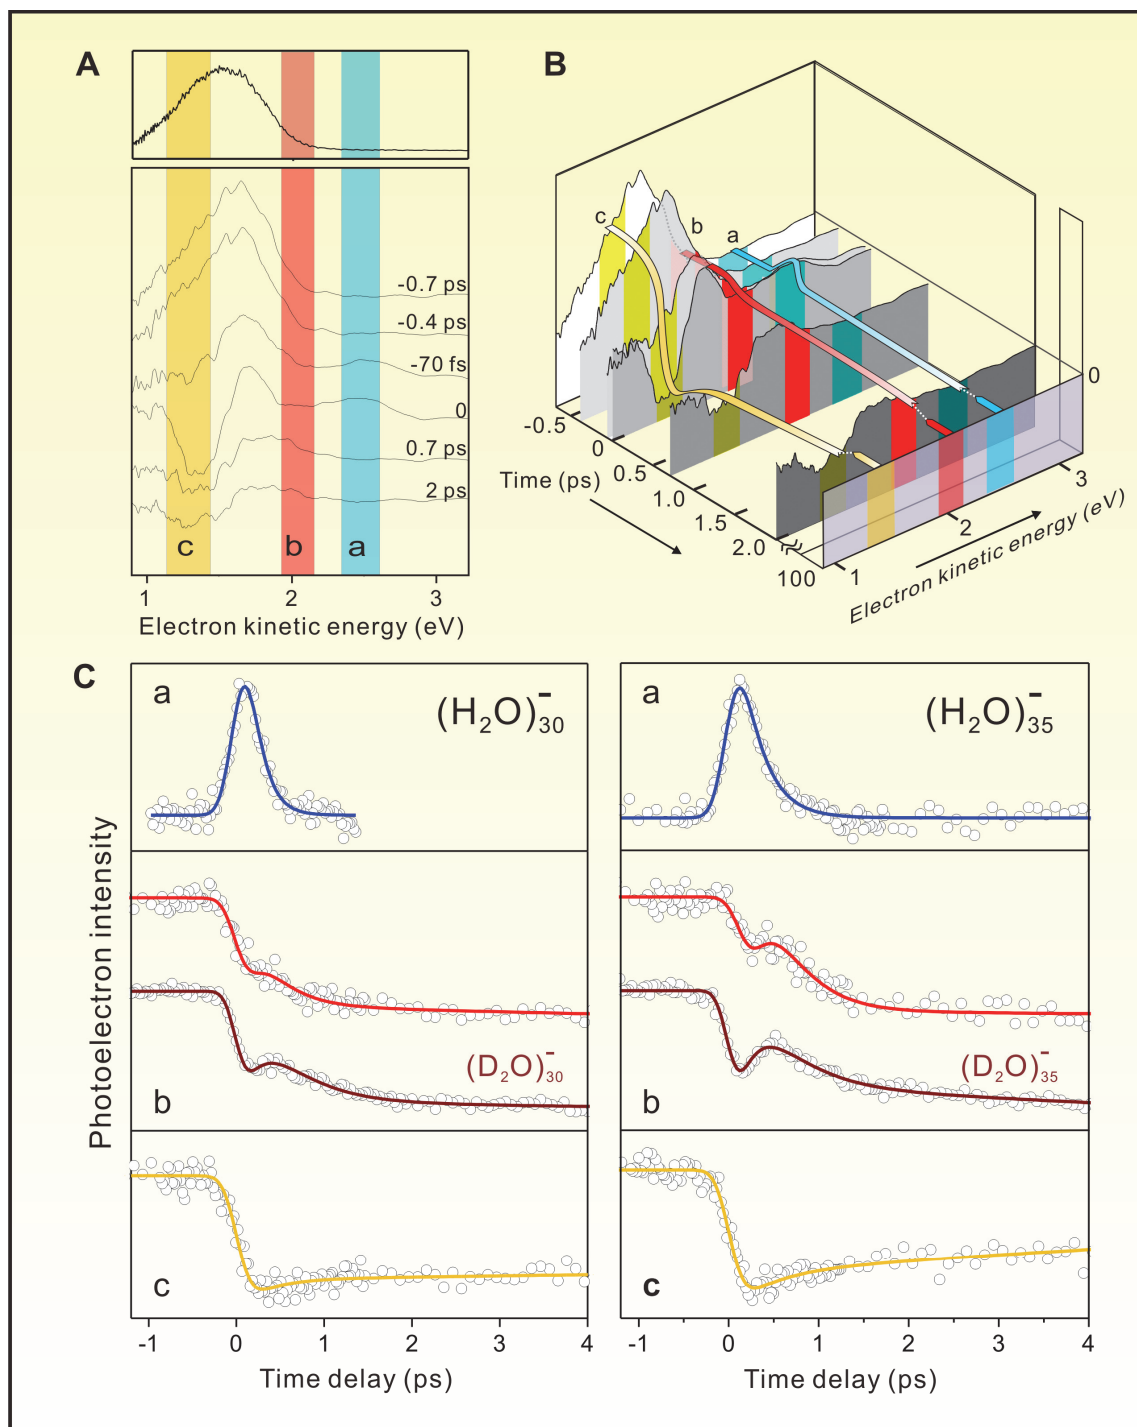 A
-0.7 ps
-0.4 ps
-70 fs
0
0.7 ps
2 ps
c
b
a
1
2
3
Electron kinetic energy (eV)
B
c
b
a
0
-0.5
0
0.5
1.0
1.5
2.0
100
Time (ps)
1
2
3
Electron kinetic energy (eV)
C
Photoelectron intensity
a
(H2O)30-
b
(D2O)30-
c
-1
0
1
2
3
4
Time delay (ps)
a
(H2O)35-
b
(D2O)35-
c
-1
0
1
2
3
4
Time delay (ps)